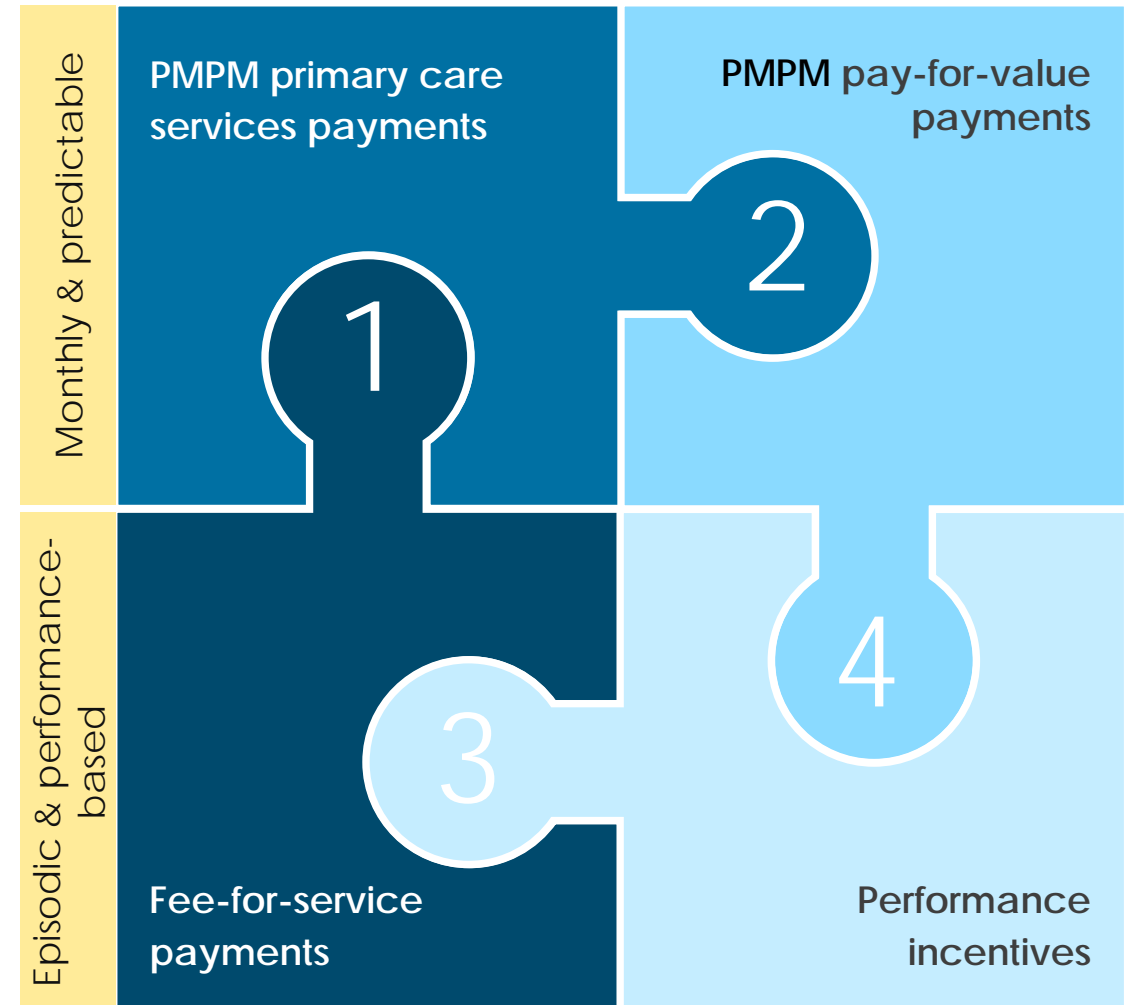 Monthly & predictable
PMPM primary care
services payments
1
PMPM pay-for-value
payments
2
Episodic & performance-
based
Fee-for-service
payments
3
Performance
incentives
4